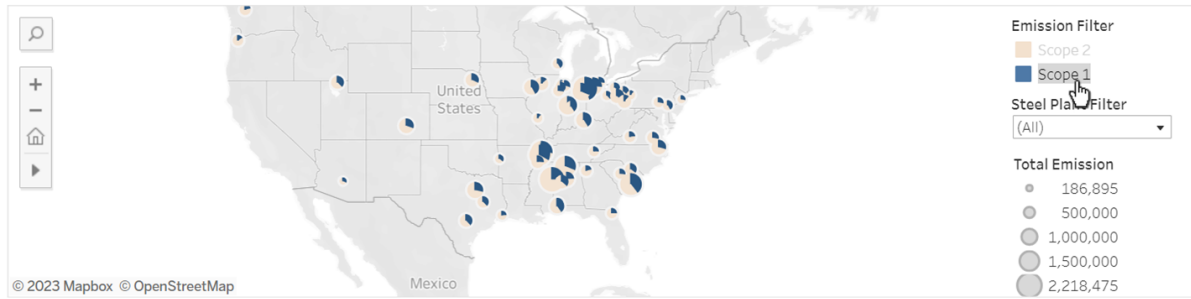 Emission Filter
Scope 2
Scope 1
Steel Plant Filter
(All)
Total Emission
186,895
500,000
1,000,000
1,500,000
2,218,475
United
States
Mexico
© 2023 Mapbox © OpenStreetMap